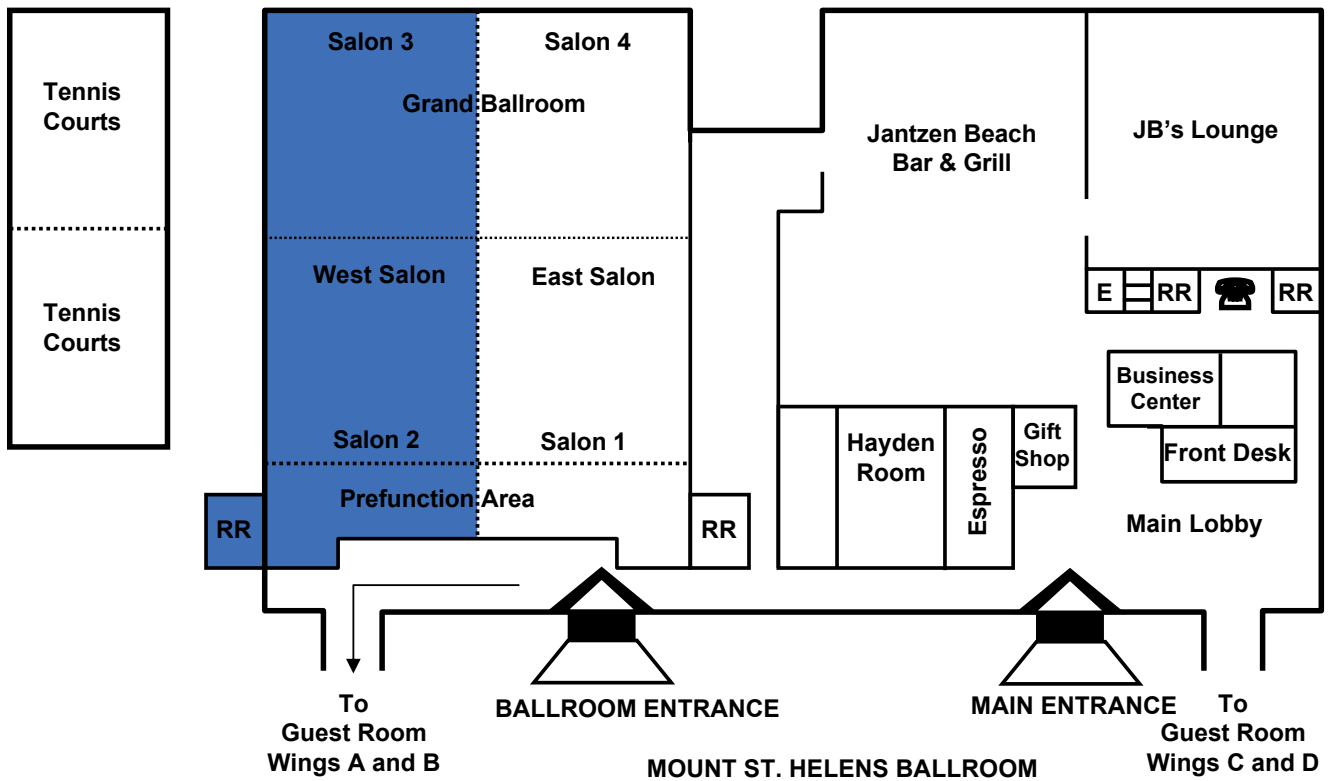 Tennis
Courts
Tennis
Courts
Salon 3
Salon 4
Grand Ballroom
West Salon
East Salon
Salon 2
Salon 1
Prefunction Area
RR
RR
Jantzen Beach
Bar & Grill
JB’s Lounge
E
RR
RR
Business
Center
Front Desk
Hayden
Room
Espresso
Gift
Shop
Main Lobby
To
Guest Room
Wings A and B
BALLROOM ENTRANCE
MAIN ENTRANCE
To
Guest Room
Wings C and D
MOUNT ST. HELENS BALLROOM